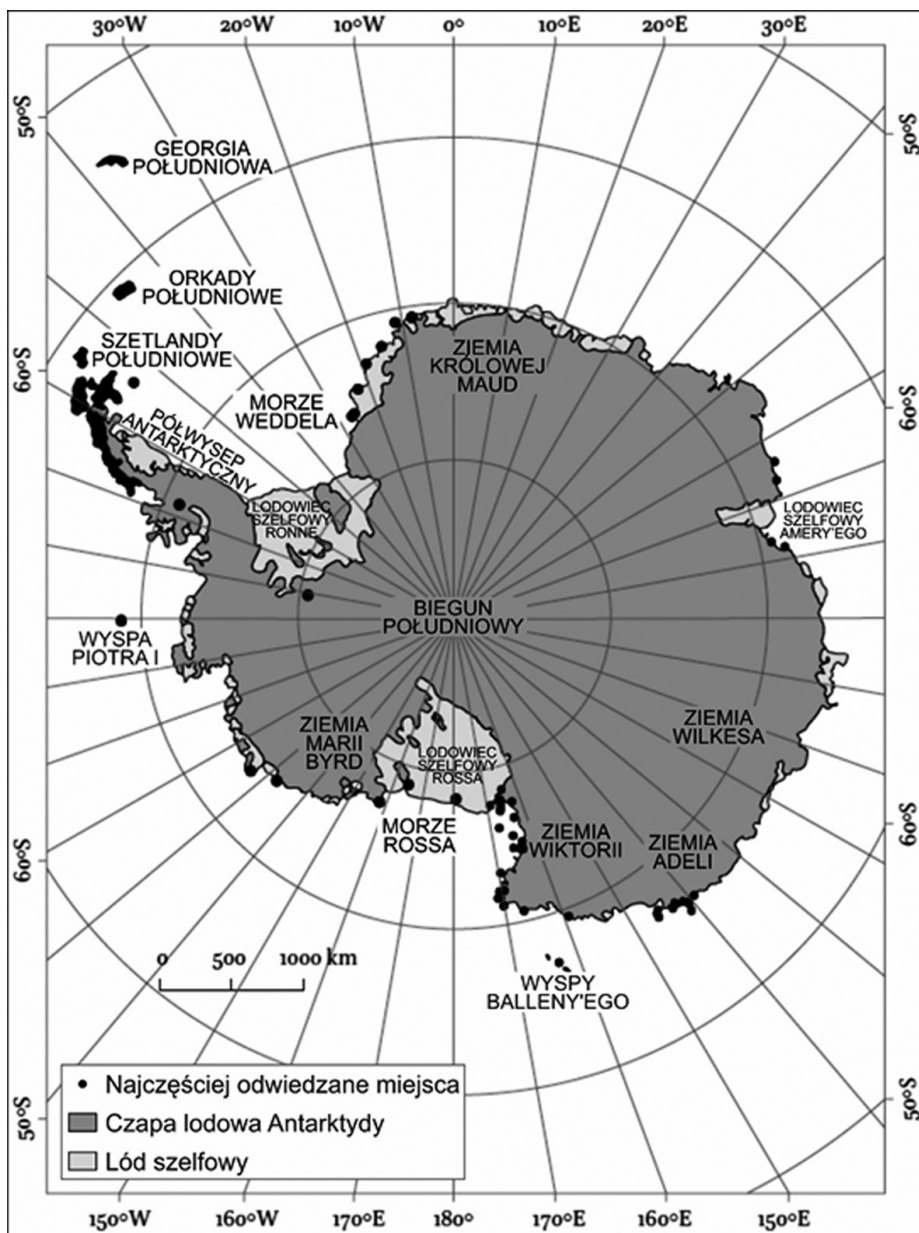 30°W 20°W 10°W 0° 10°E 20°E 30°E
50°S
50°S
GEORGIA
POŁUDNIOWA
ORKADY
POŁUDNIOWE
SZETLANDY
POŁUDNIOWE
60°S
60°S
PÓŁWYSEP
ANTARKTYCZNY
MORZE
WEDDELA
ZIEMIA
KRÓLOWEJ
MAUD
LODOWIEC
SZELFOWY
RONNE
LODOWIEC
SZELFOWY
AMERY'EGO
BIEGUN
POŁUDNIOWY
WYSPA
PIOTRA I
ZIEMIA
MARII
BYRD
LODOWIEC
SZELFOWY
ROSSA
ZIEMIA
WILKESA
MORZE
ROSSA
ZIEMIA
WIKTORII
ZIEMIA
ADELI
60°S
60°S
0 500 1000 km
WYSPY
BALLENY'EGO
Najczęściej odwiedzane miejsca
Czapa lodowa Antarktydy
Lód szelfowy
50°S
50°S
150°W 160°W 170°E 180° 170°E 160°E 150°E